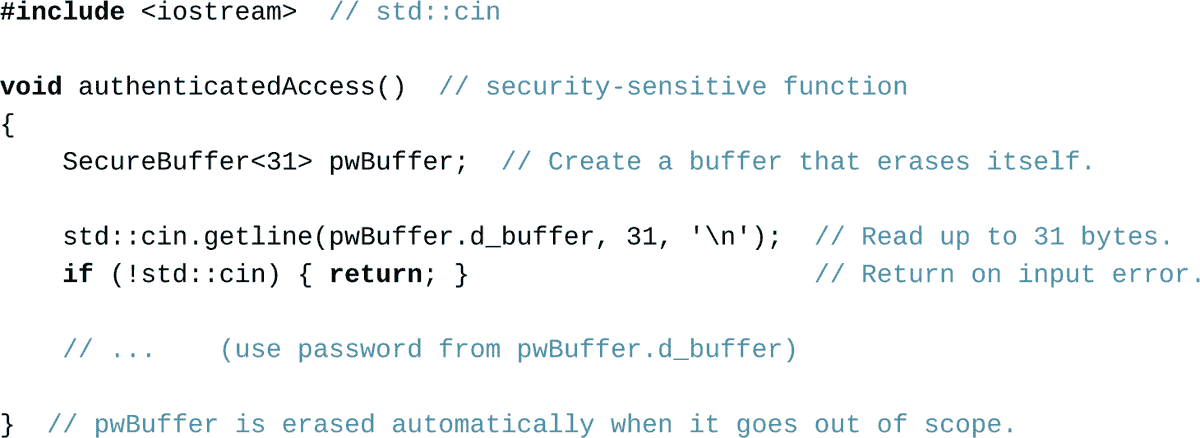 #include <iostream>  // std::cin
void authenticatedAccess()  // security-sensitive function
{
    SecureBuffer<31> pwBuffer;  // Create a buffer that erases itself.
    std::cin.getline(pwBuffer.d_buffer, 31, '\n');  // Read up to 31 bytes.
    if (!std::cin) { return; }                      // Return on input error.
    // ...    (use password from pwBuffer.d_buffer)
}  // pwBuffer is erased automatically when it goes out of scope.